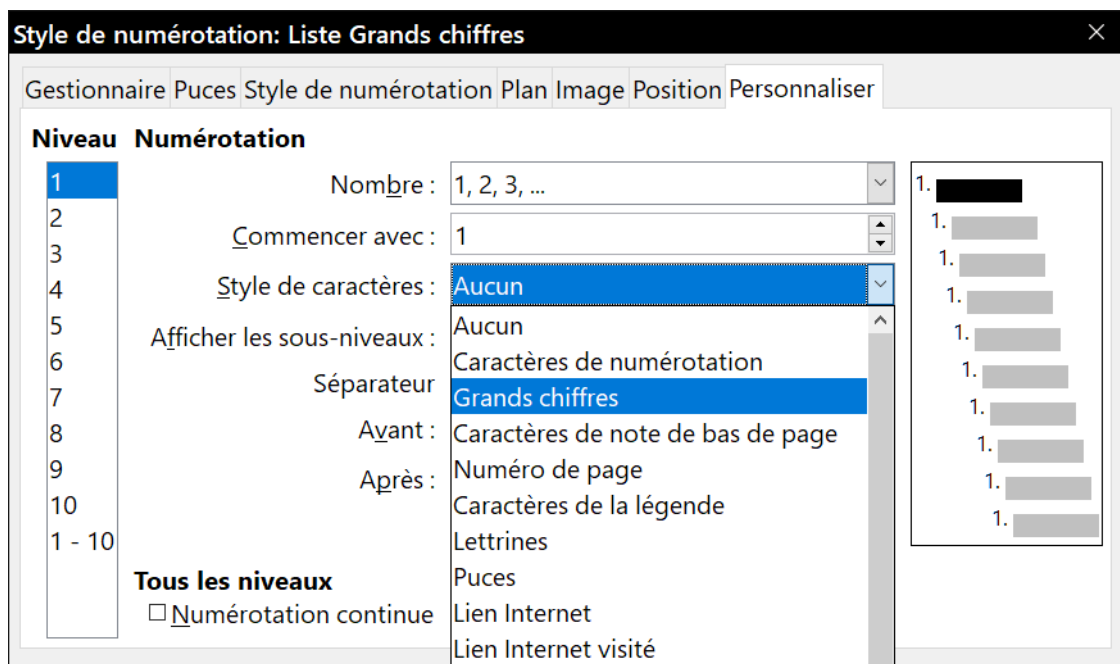 Style de numérotation: Liste Grands chiffres
Gestionnaire Puces Style de numérotation Plan Image Position Personnaliser
Niveau Numérotation
1
2
3
4
5
6
7
8
9
10
1 - 10
Nombre : 1, 2, 3, ...
Commencer avec : 1
Style de caractères : Aucun
Afficher les sous-niveaux :
Séparateur
Avant :
Après :
Aucun
Caractères de numérotation
Grands chiffres
Caractères de note de bas de page
Numéro de page
Caractères de la légende
Lettrines
Puces
Lien Internet
Lien Internet visité
Tous les niveaux
Numérotation continue
1.
1.
1.
1.
1.
1.
1.
1.
1.
1.